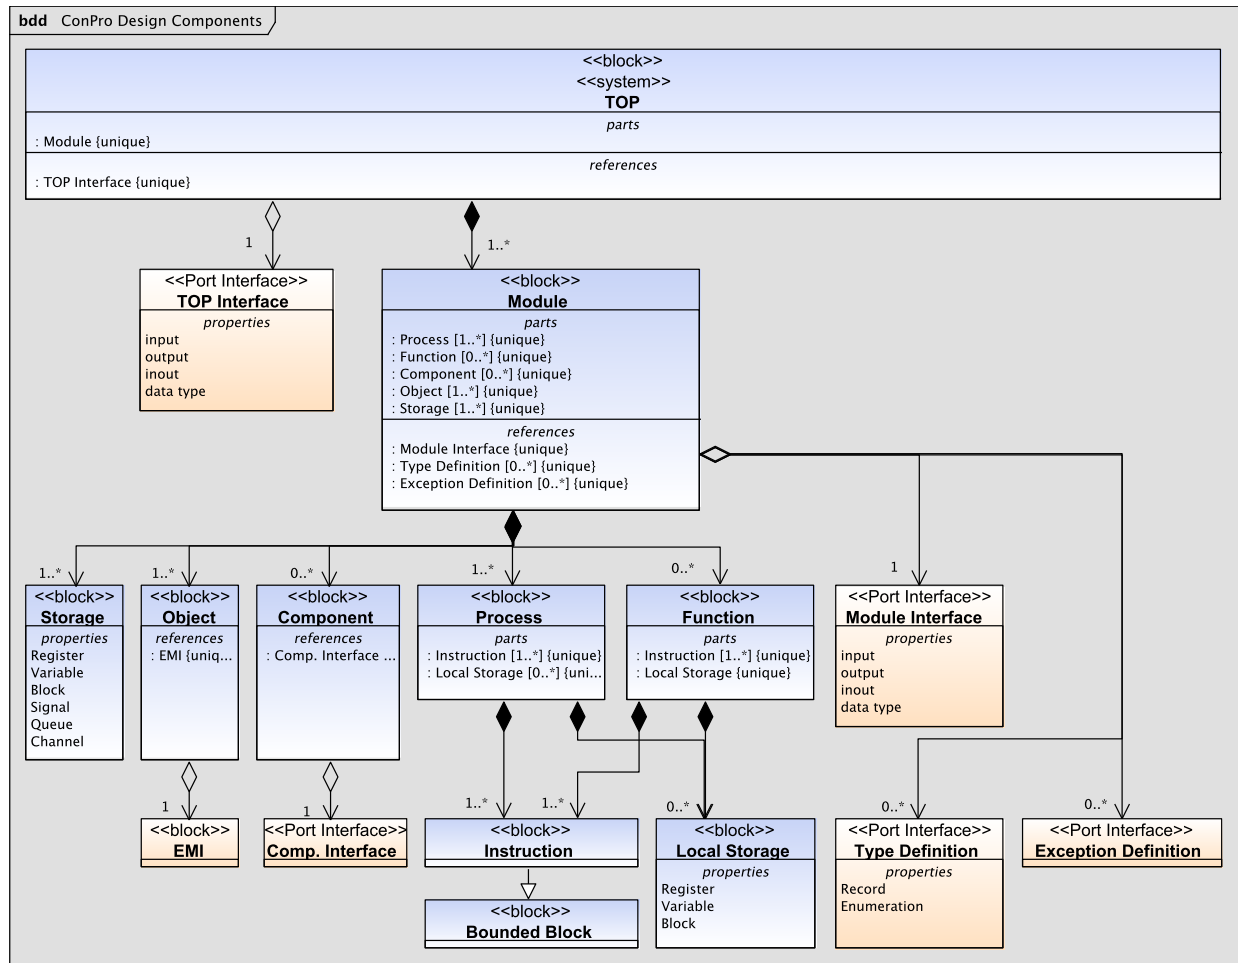 bdd ConPro Design Components
<<block>>
<<system>>
TOP
parts
: Module {unique}
references
: TOP Interface {unique}
1
1..*
<<Port Interface>>
TOP Interface
properties
input
output
inout
data type
<<block>>
Module
parts
: Process [1..*] {unique}
: Function [0..*] {unique}
: Component [0..*] {unique}
: Object [1..*] {unique}
: Storage [1..*] {unique}
references
: Module Interface {unique}
: Type Definition [0..*] {unique}
: Exception Definition [0..*] {unique}
1..*
1..*
0..*
1..*
0..*
1
<<block>>
Storage
properties
Register
Variable
Block
Signal
Queue
Channel
<<block>>
Object
references
: EMI {uniq...
<<block>>
Component
references
: Comp. Interface ...
<<block>>
Process
parts
: Instruction [1..*] {unique}
: Local Storage [0..*] {uni...
<<block>>
Function
parts
: Instruction [1..*] {unique}
: Local Storage {unique}
<<Port Interface>>
Module Interface
properties
input
output
inout
data type
1
1
1..*
1..*
0..*
0..*
0..*
<<block>>
EMI
<<Port Interface>>
Comp. Interface
<<block>>
Instruction
<<block>>
Bounded Block
<<block>>
Local Storage
properties
Register
Variable
Block
<<Port Interface>>
Type Definition
properties
Record
Enumeration
<<Port Interface>>
Exception Definition